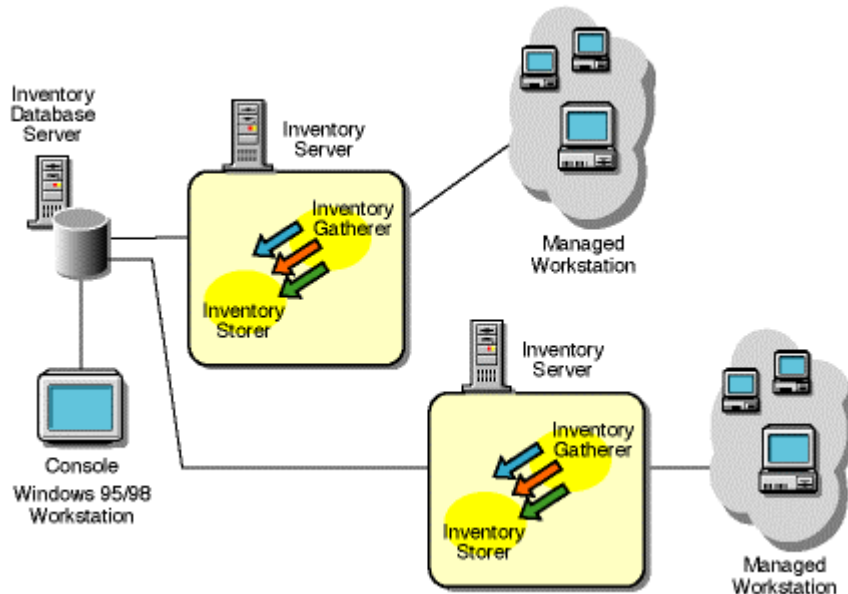 Inventory
Database
Server
Inventory
Server
Inventory
Gatherer
Inventory
Storer
Managed
Workstation
Console
Windows 95/98
Workstation
Inventory
Server
Inventory
Gatherer
Inventory
Storer
Managed
Workstation